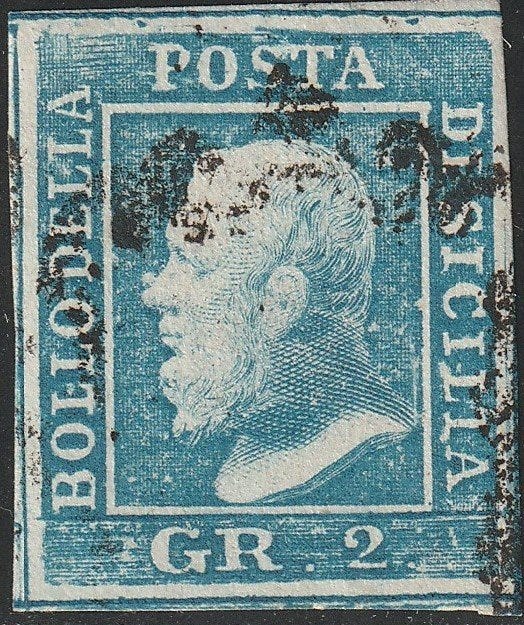 BOLLO DELLA
POSTA
DI SICILIA
GR. 2.